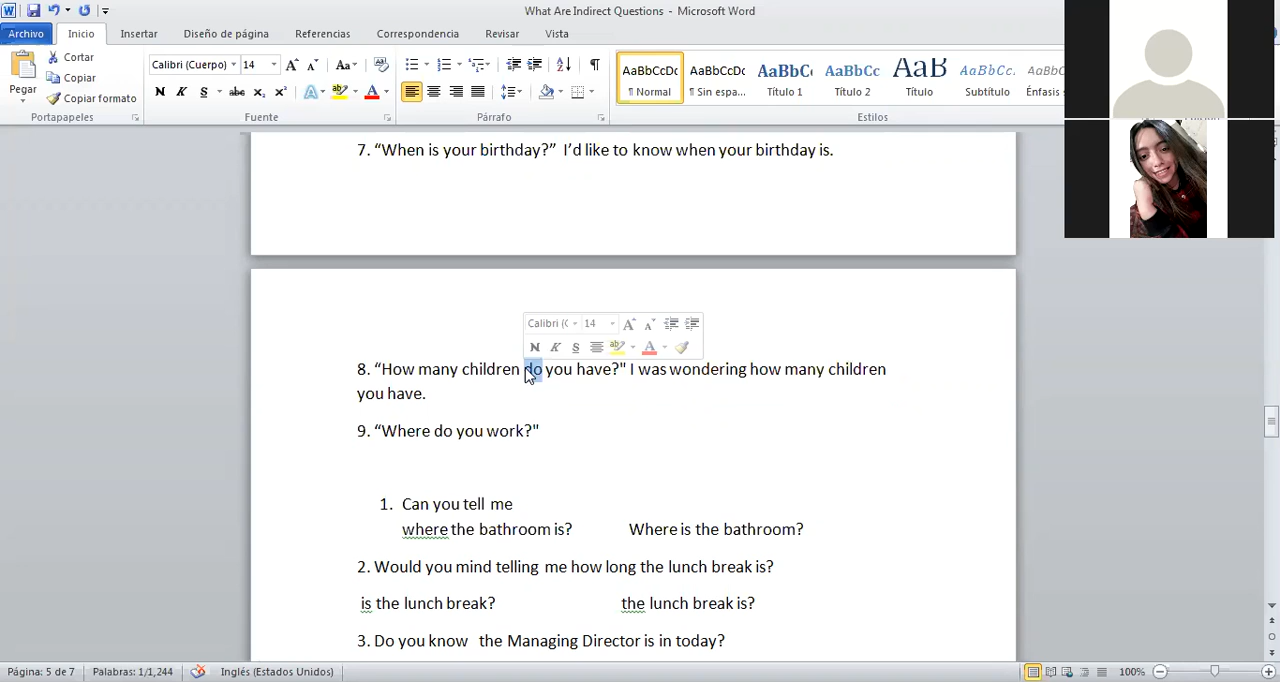 What Are Indirect Questions - Microsoft Word
Archivo Inicio Insertar Diseño de página Referencias Correspondencia Revisar Vista
Cortar
Copiar
Copiar formato
Pegar
Portapapeles
Calibri (Cuerpo) 14
N K S abc x₂ x²
Fuente
Párrafo
AaBbCcDc AaBbCcDc AaBbC AaBbCc AaB AaBbCc AaBbC
¶ Normal ¶ Sin espa... Título 1 Título 2 Título Subtítulo Énfasis
Estilos
7. “When is your birthday?” I’d like to know when your birthday is.
Calibri (C 14
N K S
8. “How many children do you have?" I was wondering how many children
you have.
9. “Where do you work?"
1. Can you tell me
where the bathroom is? Where is the bathroom?
2. Would you mind telling me how long the lunch break is?
is the lunch break? the lunch break is?
3. Do you know the Managing Director is in today?
Página: 5 de 7 Palabras: 1/1,244 Inglés (Estados Unidos) 100%